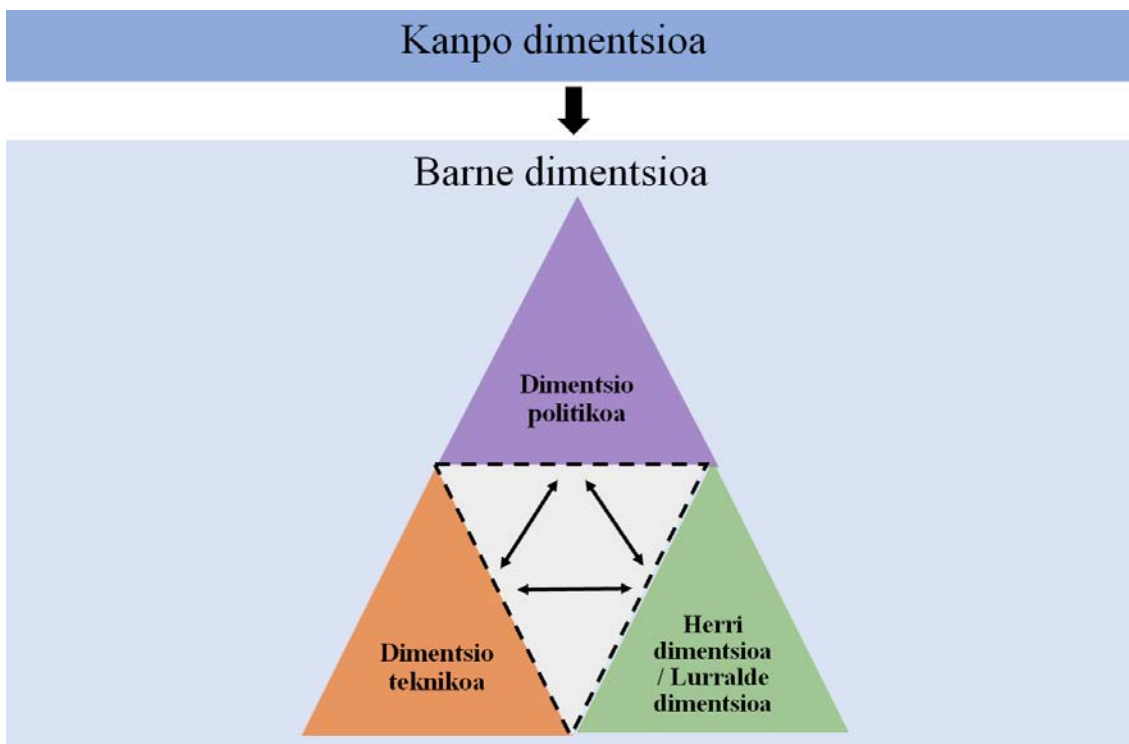 Kanpo dimentsioa
Barne dimentsioa
Dimentsio
politikoa
Dimentsio
teknikoa
Herri
dimentsioa
/ Lurralde
dimentsioa